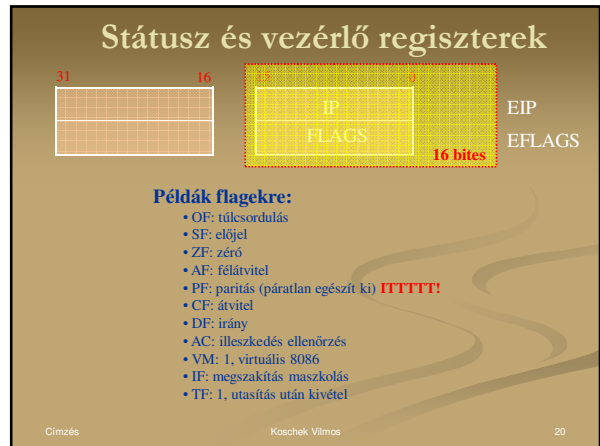 Státusz és vezérlő regiszterek
31 16 15 0
IP EIP
FLAGS EFLAGS
16 bites
Példák flagekre:
• OF: túlcsordulás
• SF: előjel
• ZF: zéró
• AF: félátvitel
• PF: paritás (páratlan egészít ki) ITTTTT!
• CF: átvitel
• DF: irány
• AC: illeszkedés ellenőrzés
• VM: 1, virtuális 8086
• IF: megszakítás maszkolás
• TF: 1, utasítás után kivétel
Címzés Koschek Vilmos 20